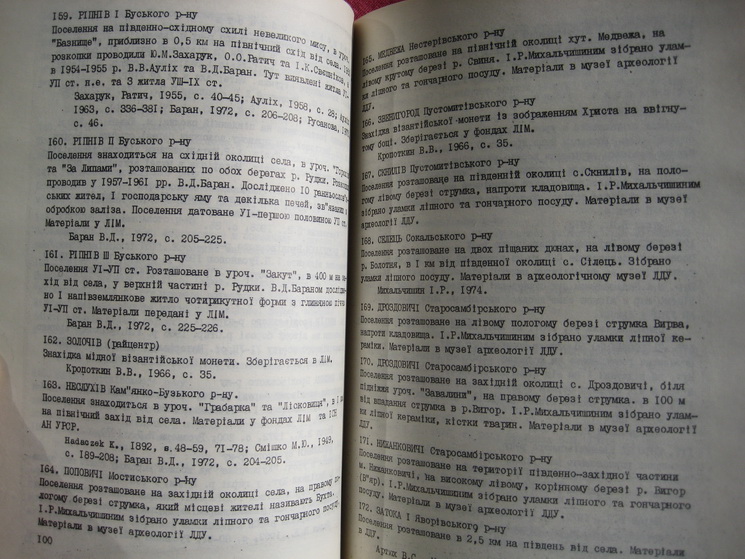 159. РІПНІВ І Буського р-ну
Поселення на південно-східному схилі невеликого мису, в уроч.
"Базнище", приблизно в 0,5 км на північний схід від села,
розкопки проводили Ю.М.Захарук, О.О.Ратич та І.К.Свєшніков,
в 1954-1955 р. В.В.Ауліх та В.Д.Баран. Тут виявлені житла
УП ст. н.е. та 3 житла УШ-ІХ ст.
Захарук, Ратич, 1955, с. 40-45; Ауліх, 1958, с. 28;
1963, с. 336-381; Баран, 1972, с. 206-208; Русанова,
с. 46.
160. РІПНІВ П Буського р-ну
Поселення знаходиться на східній околиці села, в уроч.
та "За Липами", розташованих по обох берегах р. Рудки.
проводив у 1957-1961 рр. В.Д.Баран. Досліджено 10
ських жител, і господарську яму та декілька печей, зв"язаних з
обробкою заліза. Поселення датоване УІ-першою половиною УП ст.
Матеріали у ЛІМ.
Баран В.Д., 1972, с. 205-225.
161. РІПНІВ Ш Буського р-ну
Поселення УІ-УП ст. Розташоване в уроч. "Закут", в 400 м на
хід від села, у верхній частині р. Рудки. В.Д.Бараном дослідже-
но І напівземлянкове житло чотирикутної форми з глиняною піччю
УІ-УП ст. Матеріали передані у ЛІМ.
Баран В.Д., 1972, с. 225-226.
162. ЗОЛОЧІВ (райцентр)
Знахідка мідної візантійської монети. Зберігається в ЛІМ.
Кропоткин В.В., 1966, с. 35.
163. НЕСЛУХІВ Кам"янко-Бузького р-ну.
Поселення знаходиться в уроч. "Грабарка" та "Лісковиця", в
на північний захід від села. Матеріали у фондах ЛІМ та ІСН
АН УРСР.
Hadaczek K., 1892, s.48-59, 71-78; Смішко М.Ю., 1949,
с. 189-208; Баран В.Д., 1972, с. 204-205.
164. ПОПОВИЧІ Мостиського р-ну
Поселення розташоване на західній околиці села, на правому по-
логому березі струмка, який місцеві жителі називають Бухта.
І.Р.Михальчишиним зібрано уламки ліпного та гончарного посуду.
Матеріали в музеї археології ЛДУ.
100
165. МЕДВЕЖА Нестерівського р-ну
Поселення розташоване на північній околиці хут. Медвежа, на
лівому крутому березі р. Свиня. І.Р.Михальчишиним зібрано улам-
ки ліпного та гончарного посуду. Матеріали в музеї археології
ЛДУ.
166. ЗВЕНИГОРОД Пустомитівського р-ну
Знахідка візантійської монети із зображенням Христа на ввігну-
тому боці. Зберігається у фондах ЛІМ.
Кропоткин В.В., 1966, с. 35.
167. СКНИЛІВ Пустомитівського р-ну
Поселення розташоване на південній околиці с.Скнилів, на поло-
гому лівому березі струмка, напроти кладовища. І.Р.Михальчишиним
зібрано уламки ліпного та гончарного посуду. Матеріали в музеї
археології ЛДУ.
168. СЕЛЕЦЬ Сокальського р-ну
Поселення розташоване на двох піщаних дюнах, на лівому березі
р. Болотня, в І км від південної околиці с. Сілець. Зібрано
уламки ліпного посуду. Матеріали в археологічному музеї ЛДУ.
Михальчишин І.Р., 1974.
169. ДРОЗДОВИЧІ Старосамбірського р-ну
Поселення розташоване на лівому пологому березі струмка Вирва,
напроти кладовища. І.Р.Михальчишиним зібрано уламки ліпної ке-
раміки. Матеріали в музеї археології ЛДУ.
170. ДРОЗДОВИЧІ Старосамбірського р-ну
Поселення розташоване на західній околиці с. Дроздовичі, біля
підніжжя уроч. "Завалини", на правому березі струмка. в 100 м
від впадання струмка в р.Вигор. І.Р.Михальчишиним зібрано улам-
ки ліпної кераміки, кістки тварин. Матеріали в музеї археології
ЛДУ.
171. НИЖАНКОВИЧІ Старосамбірського р-ну
Поселення розташоване на території південно-західної частини
м. Нижанковичі, на високому лівому, корінному березі р. Вигор
(В"яр). І.Р.Михальчишиним зібрано уламки ліпного та гончарного
посуду. Матеріали в музеї археології ЛДУ.
172. ЗАТОКА І Яворівського р-ну
Поселення розташоване в 2,5 км на південь від села. Матеріали